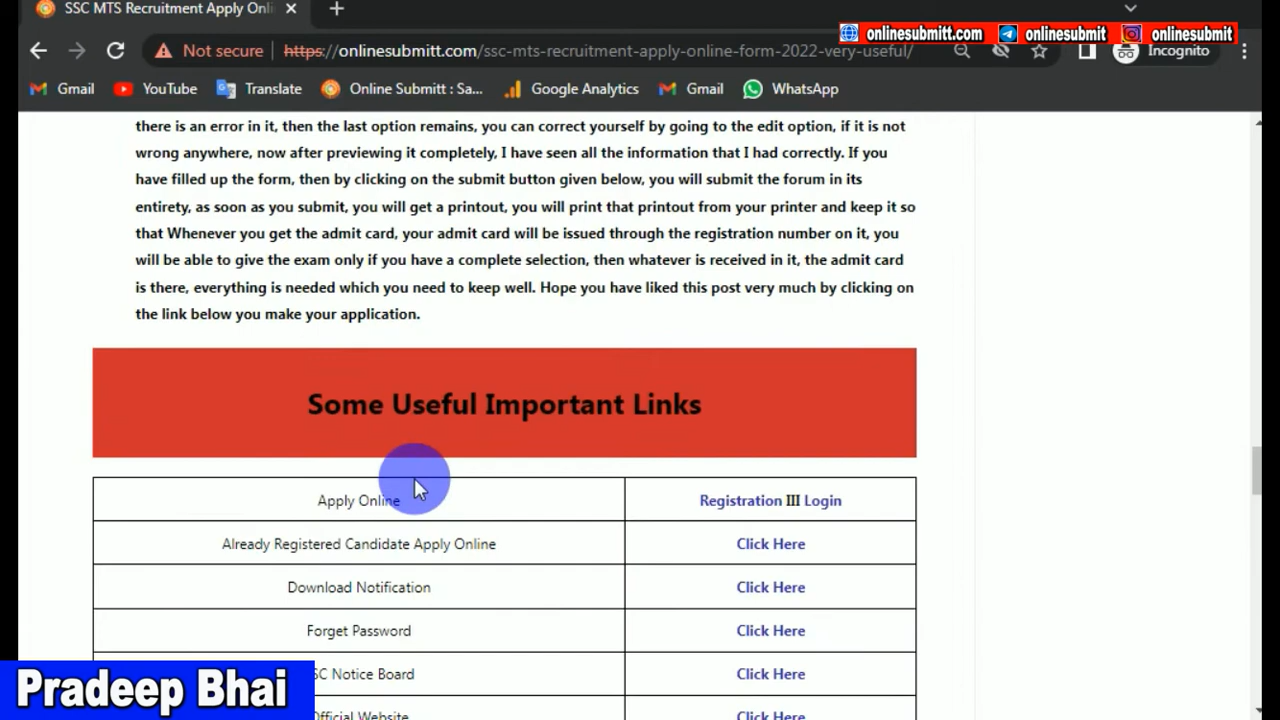 SSC MTS Recruitment Apply Onli
onlinesubmitt.com onlinesubmit onlinesubmit
Not secure https://onlinesubmitt.com/ssc-mts-recruitment-apply-online-form-2022-very-useful/ Incognito
Gmail YouTube Translate Online Submitt : Sa... Google Analytics Gmail WhatsApp
there is an error in it, then the last option remains, you can correct yourself by going to the edit option, if it is not
wrong anywhere, now after previewing it completely, I have seen all the information that I had correctly. If you
have filled up the form, then by clicking on the submit button given below, you will submit the forum in its
entirety, as soon as you submit, you will get a printout, you will print that printout from your printer and keep it so
that Whenever you get the admit card, your admit card will be issued through the registration number on it, you
will be able to give the exam only if you have a complete selection, then whatever is received in it, the admit card
is there, everything is needed which you need to keep well. Hope you have liked this post very much by clicking on
the link below you make your application.
Some Useful Important Links
Apply Online Registration III Login
Already Registered Candidate Apply Online Click Here
Download Notification Click Here
Forget Password Click Here
SC Notice Board Click Here
Official Website Click Here
Pradeep Bhai